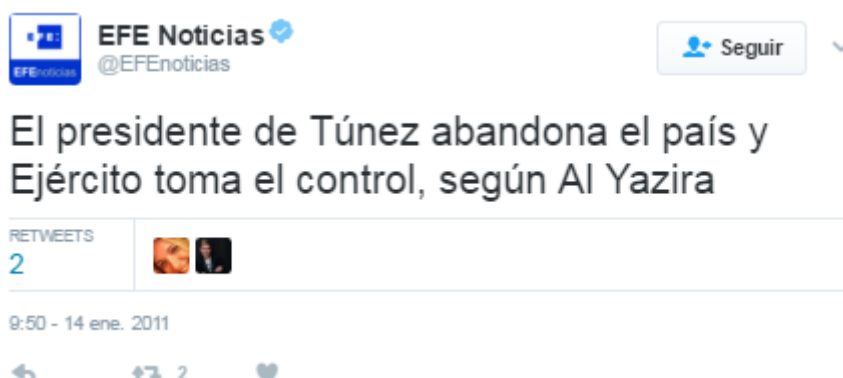 EFE Noticias
@EFEnoticias
EFEnoticias
Seguir
El presidente de Túnez abandona el país y
Ejército toma el control, según Al Yazira
RETWEETS
2
9:50 - 14 ene. 2011
2